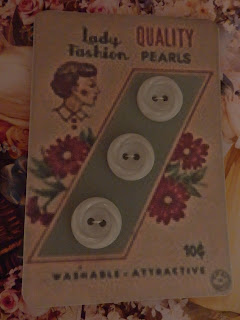 Lady QUALITY
Fashion PEARLS
10¢
WASHABLE - ATTRACTIVE